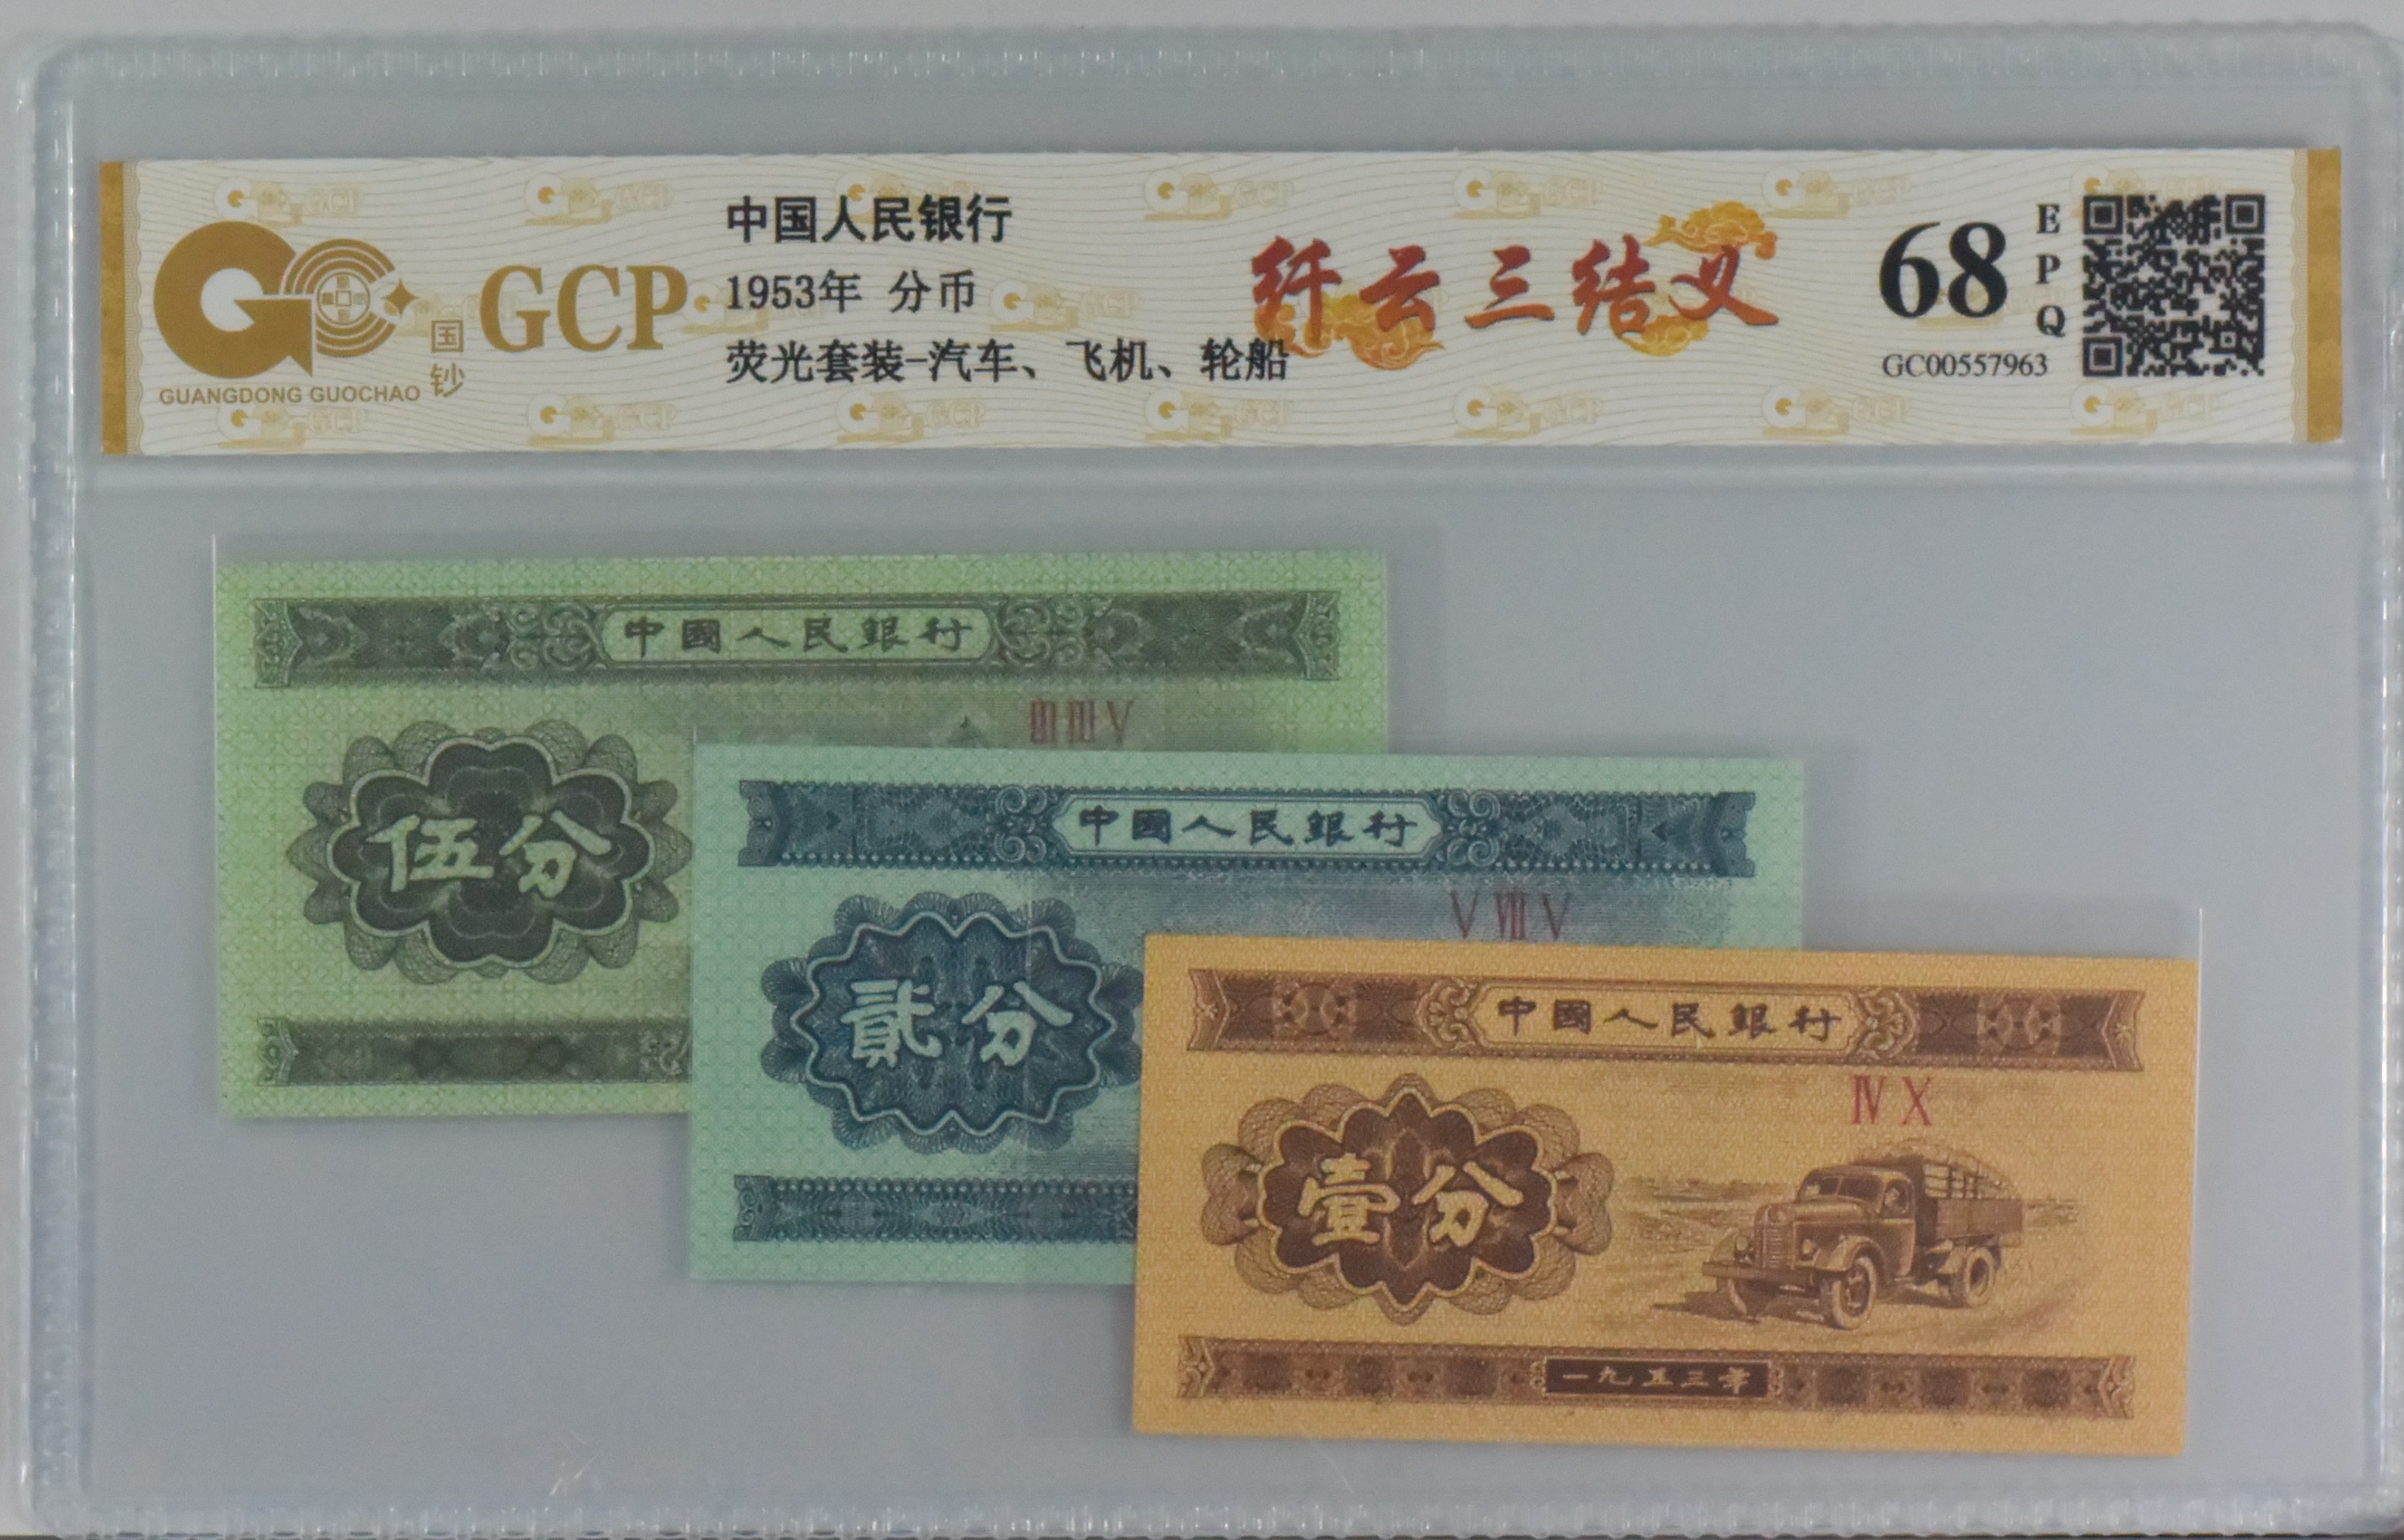 中国人民银行
1953年 分币
荧光套装-汽车、飞机、轮船
GCP
国钞
GUANGDONG GUOCHAO
纤云三结义
68
EPQ
GC00557963
中國人民銀行
ⅢⅢⅤ
伍分
中國人民銀行
Ⅴ Ⅷ Ⅴ
貳分
中國人民銀行
Ⅳ Ⅹ
壹分
一九五三年